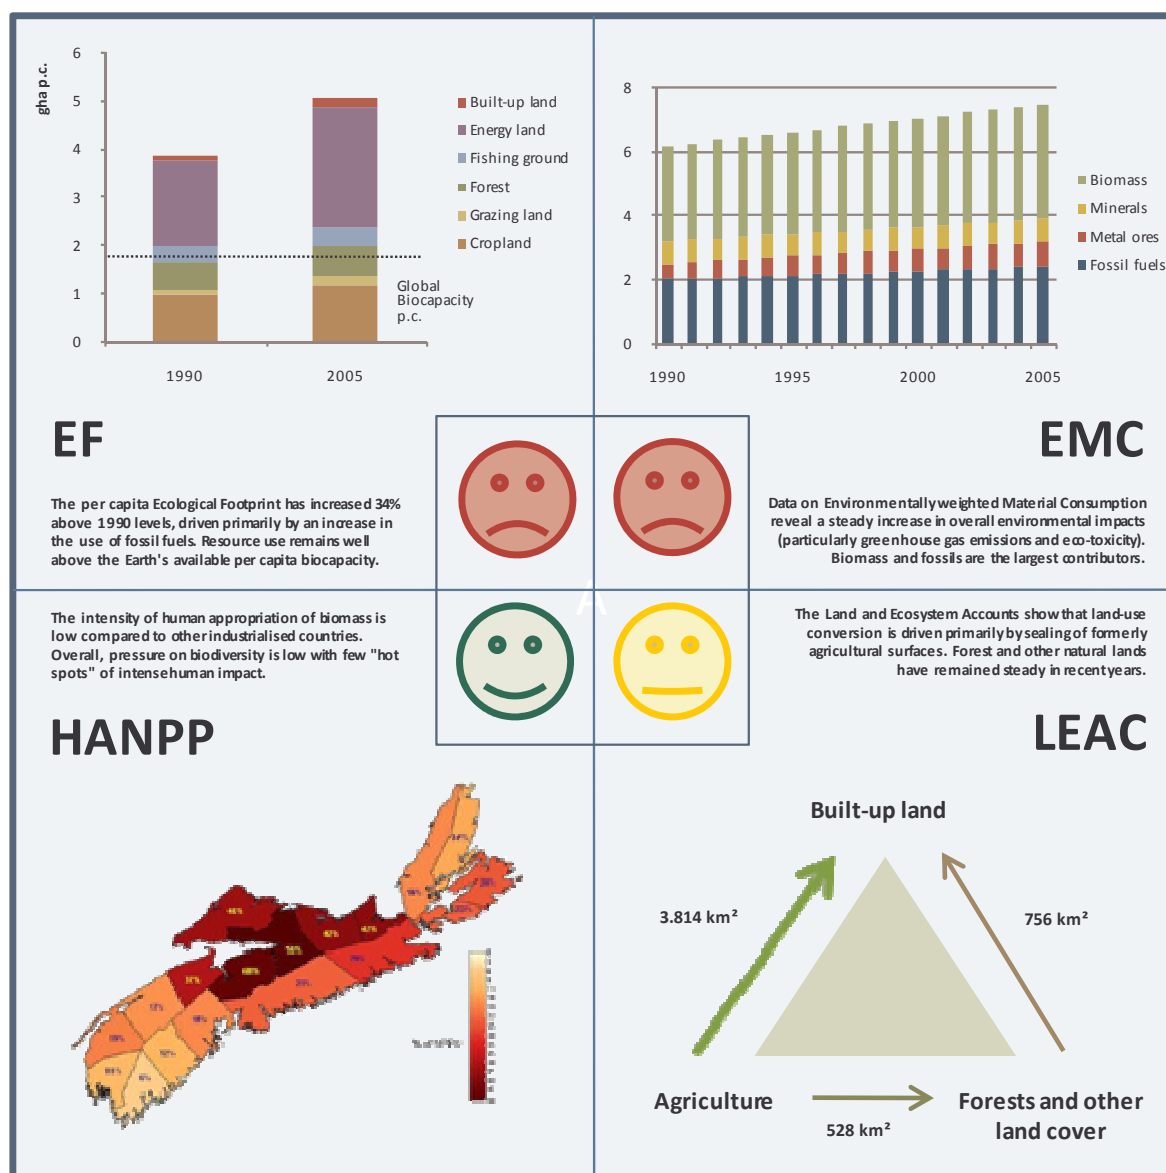 6
5
4
3
2
1
0
gha p.c.
1990
2005
Built-up land
Energy land
Fishing ground
Forest
Grazing land
Cropland
Global
Biocapacity
p.c.
8
6
4
2
0
1990
1995
2000
2005
Biomass
Minerals
Metal ores
Fossil fuels
EF
The per capita Ecological Footprint has increased 34%
above 1990 levels, driven primarily by an increase in
the use of fossil fuels. Resource use remains well
above the Earth's available per capita biocapacity.
EMC
Data on Environmentally weighted Material Consumption
reveal a steady increase in overall environmental impacts
(particularly greenhouse gas emissions and eco-toxicity).
Biomass and fossils are the largest contributors.
A
The intensity of human appropriation of biomass is
low compared to other industrialised countries.
Overall, pressure on biodiversity is low with few "hot
spots" of intense human impact.
HANPP
The Land and Ecosystem Accounts show that land-use
conversion is driven primarily by sealing of formerly
agricultural surfaces. Forest and other natural lands
have remained steady in recent years.
LEAC
Built-up land
3.814 km²
756 km²
Agriculture
528 km²
Forests and other
land cover